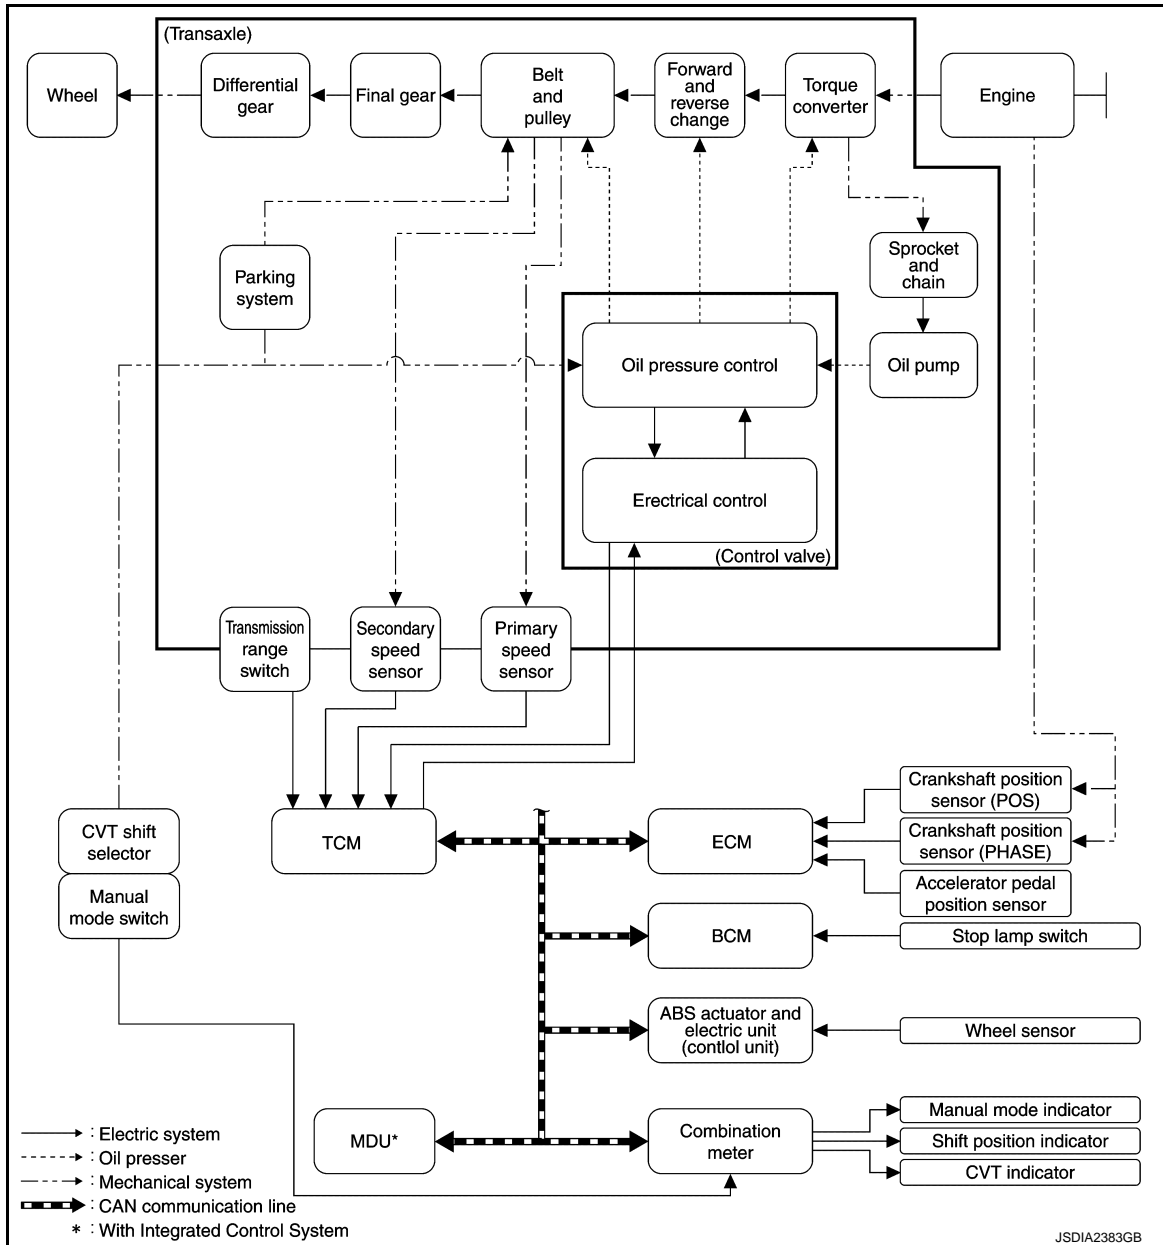 (Transaxle)
Wheel
Differential
gear
Final gear
Belt
and
pulley
Forward
and
reverse
change
Torque
converter
Engine
Parking
system
Sprocket
and
chain
Oil pressure control
Oil pump
Erectrical control
(Control valve)
Transmission
range
switch
Secondary
speed
sensor
Primary
speed
sensor
CVT shift
selector
Manual
mode switch
TCM
ECM
Crankshaft position
sensor (POS)
Crankshaft position
sensor (PHASE)
Accelerator pedal
position sensor
BCM
Stop lamp switch
ABS actuator and
electric unit
(contlol unit)
Wheel sensor
MDU*
Combination
meter
Manual mode indicator
Shift position indicator
CVT indicator
: Electric system
: Oil presser
: Mechanical system
: CAN communication line
* : With Integrated Control System
JSDIA2383GB